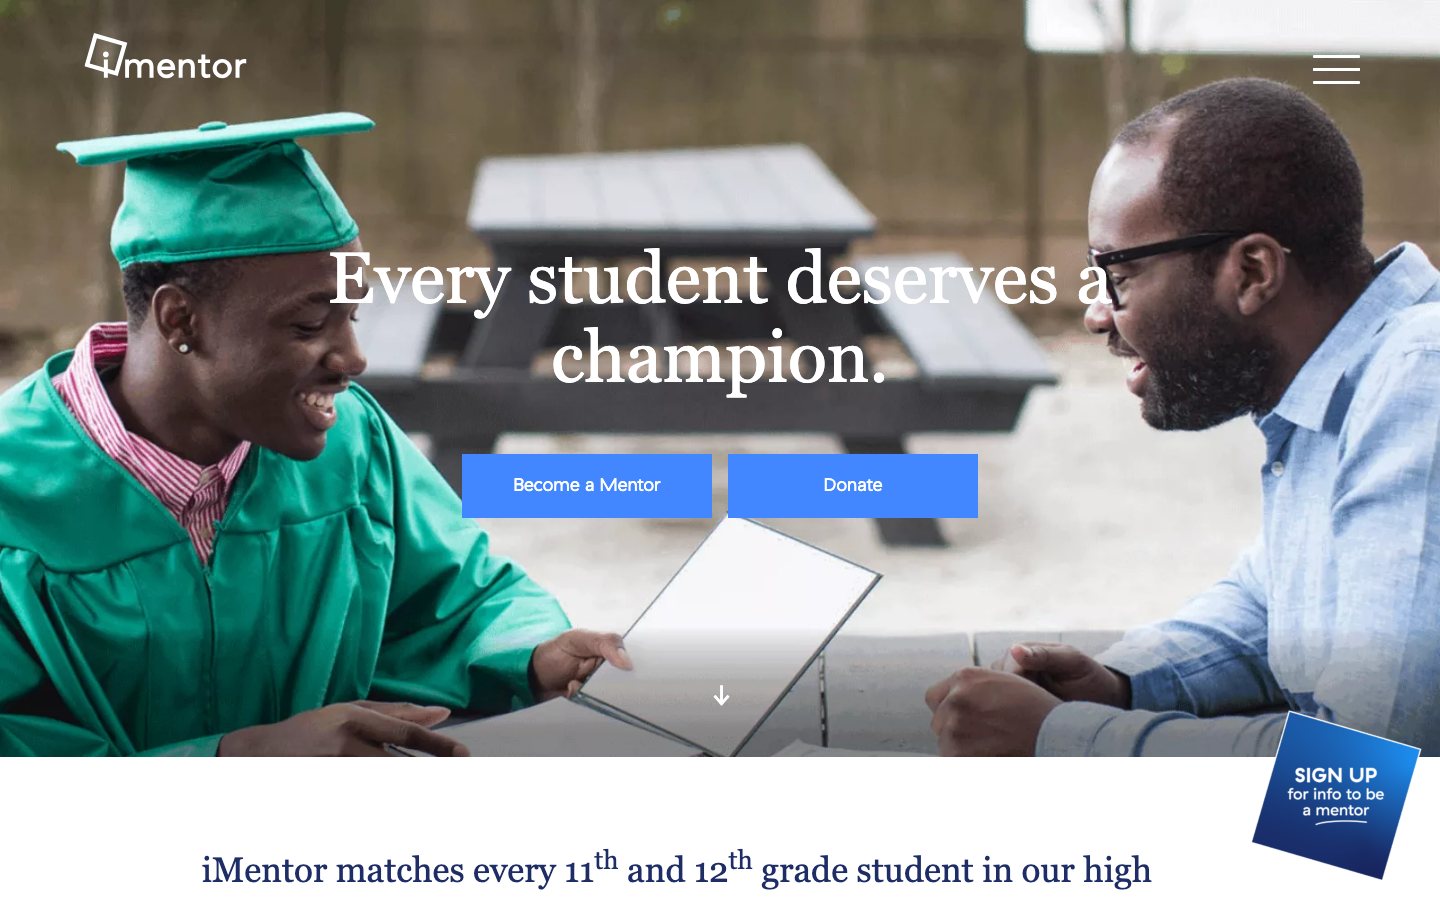 imentor
Every student deserves a
champion.
Become a Mentor
Donate
SIGN UP
for info to be
a mentor
iMentor matches every 11th and 12th grade student in our high